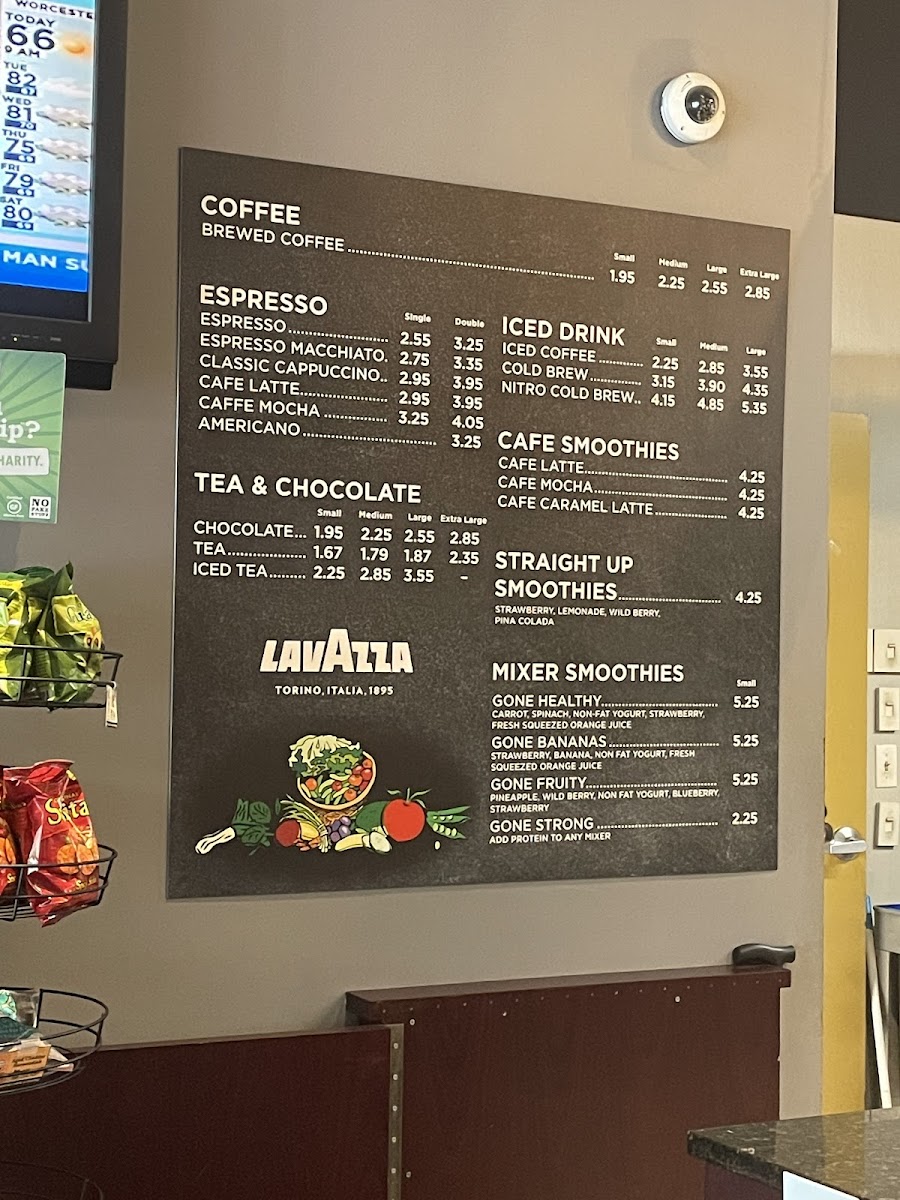 WORCESTE
TODAY
66
9 AM
TUE
82
WED
81
THU
75
FRI
79
SAT
80
MAN SU
ip?
HARITY.
NO
COFFEE
Small Medium Large Extra Large
BREWED COFFEE 1.95 2.25 2.55 2.85
ESPRESSO
Single Double
ESPRESSO 2.55 3.25
ESPRESSO MACCHIATO. 2.75 3.35
CLASSIC CAPPUCCINO.. 2.95 3.95
CAFE LATTE 2.95 3.95
CAFFE MOCHA 3.25 4.05
AMERICANO 3.25
TEA & CHOCOLATE
Small Medium Large Extra Large
CHOCOLATE... 1.95 2.25 2.55 2.85
TEA 1.67 1.79 1.87 2.35
ICED TEA 2.25 2.85 3.55 -
LAVAZZA
TORINO, ITALIA, 1895
ICED DRINK
Small Medium Large
ICED COFFEE 2.25 2.85 3.55
COLD BREW 3.15 3.90 4.35
NITRO COLD BREW.. 4.15 4.85 5.35
CAFE SMOOTHIES
CAFE LATTE 4.25
CAFE MOCHA 4.25
CAFE CARAMEL LATTE 4.25
STRAIGHT UP
SMOOTHIES 4.25
STRAWBERRY, LEMONADE, WILD BERRY,
PINA COLADA
MIXER SMOOTHIES
Small
GONE HEALTHY 5.25
CARROT, SPINACH, NON-FAT YOGURT, STRAWBERRY,
FRESH SQUEEZED ORANGE JUICE
GONE BANANAS 5.25
STRAWBERRY, BANANA, NON FAT YOGURT, FRESH
SQUEEZED ORANGE JUICE
GONE FRUITY 5.25
PINEAPPLE, WILD BERRY, NON FAT YOGURT, BLUEBERRY,
STRAWBERRY
GONE STRONG 2.25
ADD PROTEIN TO ANY MIXER